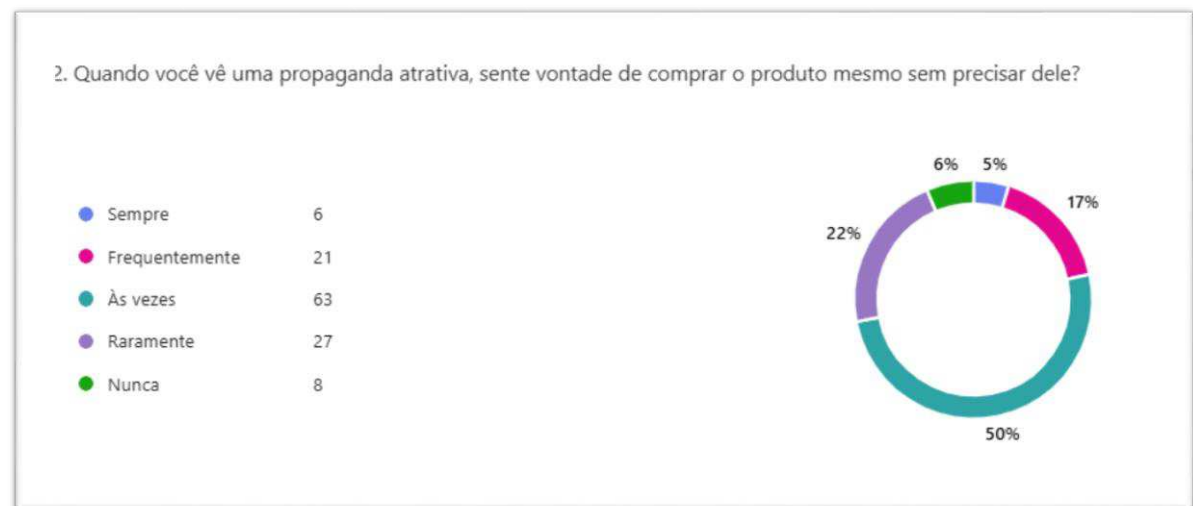 2. Quando você vê uma propaganda atrativa, sente vontade de comprar o produto mesmo sem precisar dele?
Sempre 6
Frequentemente 21
Às vezes 63
Raramente 27
Nunca 8
6% 5%
17%
22%
50%